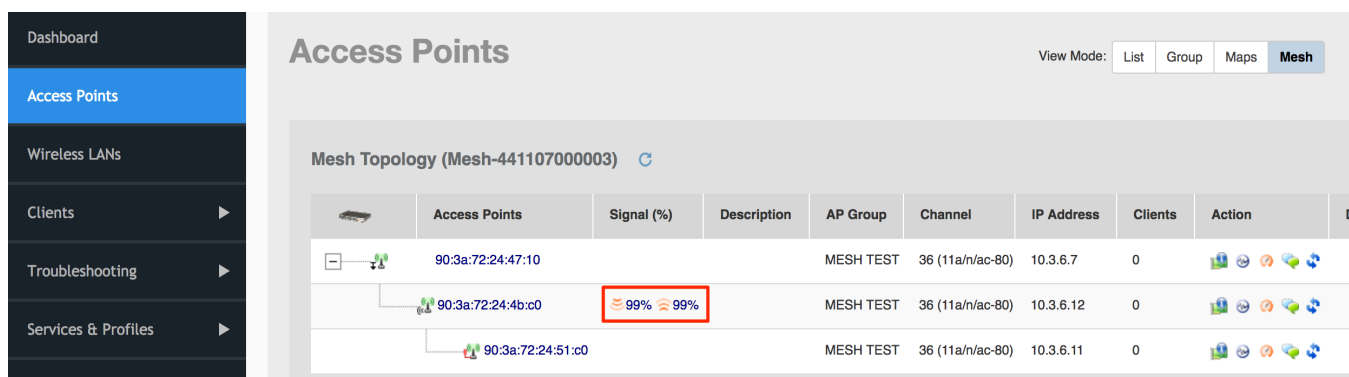 Dashboard
Access Points
Wireless LANs
Clients
Troubleshooting
Services & Profiles
Access Points
View Mode: List Group Maps Mesh
Mesh Topology (Mesh-441107000003)
Access Points Signal (%) Description AP Group Channel IP Address Clients Action
90:3a:72:24:47:10 MESH TEST 36 (11a/n/ac-80) 10.3.6.7 0
90:3a:72:24:4b:c0 99% 99% MESH TEST 36 (11a/n/ac-80) 10.3.6.12 0
90:3a:72:24:51:c0 MESH TEST 36 (11a/n/ac-80) 10.3.6.11 0